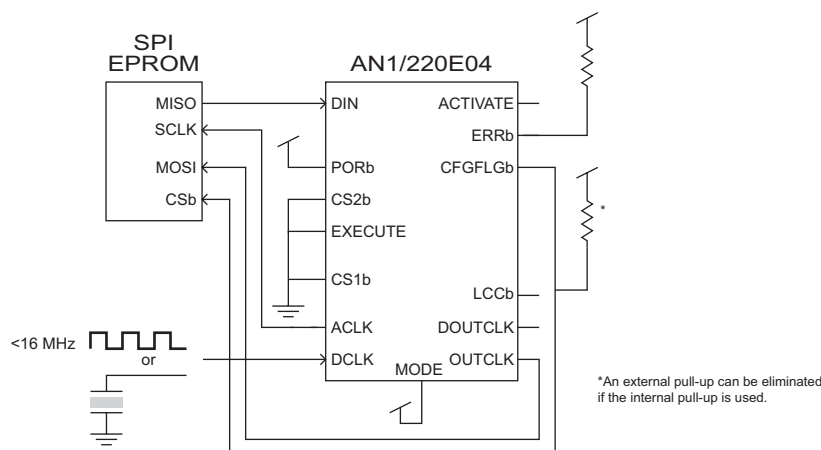 SPI
EPROM
AN1/220E04
MISO
SCLK
MOSI
CSb
DIN
PORb
CS2b
EXECUTE
CS1b
ACLK
DCLK
MODE
ACTIVATE
ERRb
CFGFLGb
LCCb
DOUTCLK
OUTCLK
*
<16 MHz
or
*An external pull-up can be eliminated
if the internal pull-up is used.